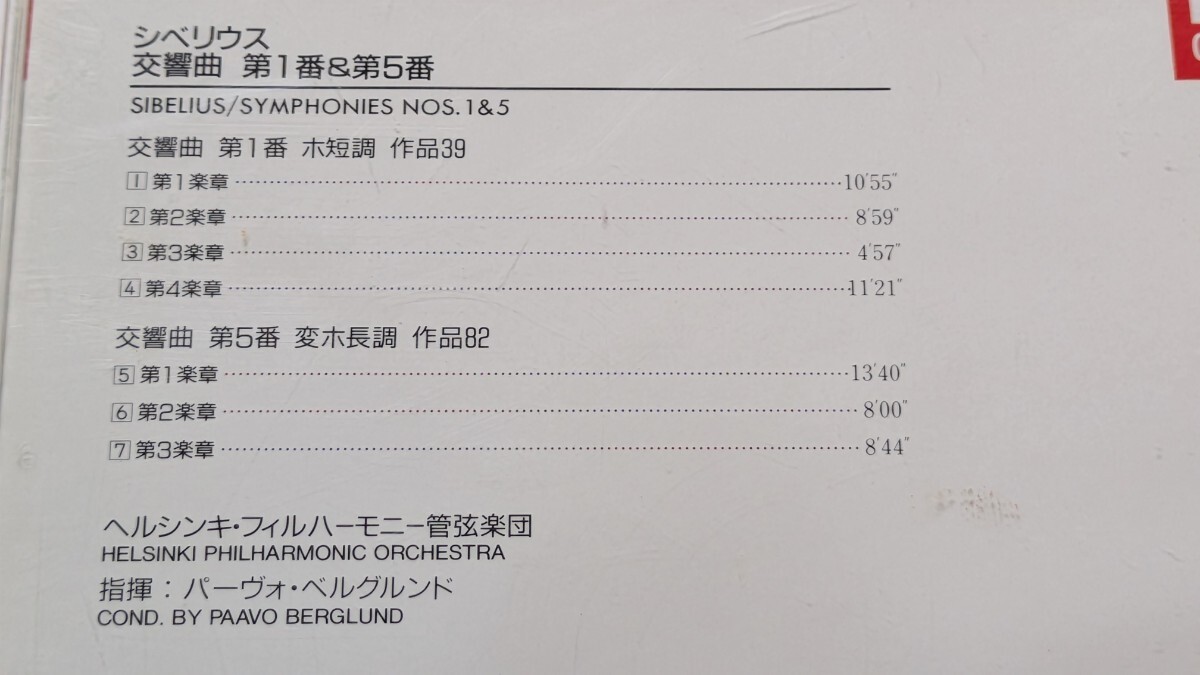 シベリウス
交響曲 第1番&第5番
SIBELIUS/SYMPHONIES NOS.1&5
交響曲 第1番 ホ短調 作品39
1 第1楽章 10'55"
2 第2楽章 8'59"
3 第3楽章 4'57"
4 第4楽章 11'21"
交響曲 第5番 変ホ長調 作品82
5 第1楽章 13'40"
6 第2楽章 8'00"
7 第3楽章 8'44"
ヘルシンキ・フィルハーモニー管弦楽団
HELSINKI PHILHARMONIC ORCHESTRA
指揮：パーヴォ・ベルグルンド
COND. BY PAAVO BERGLUND